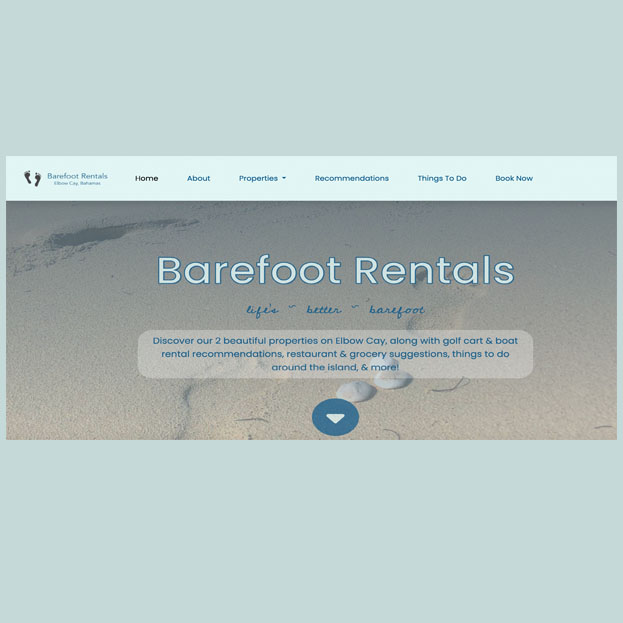 Barefoot Rentals
Elbow Cay, Bahamas
Home About Properties Recommendations Things To Do Book Now
Barefoot Rentals
life's ~ better ~ barefoot
Discover our 2 beautiful properties on Elbow Cay, along with golf cart & boat
rental recommendations, restaurant & grocery suggestions, things to do
around the island, & more!